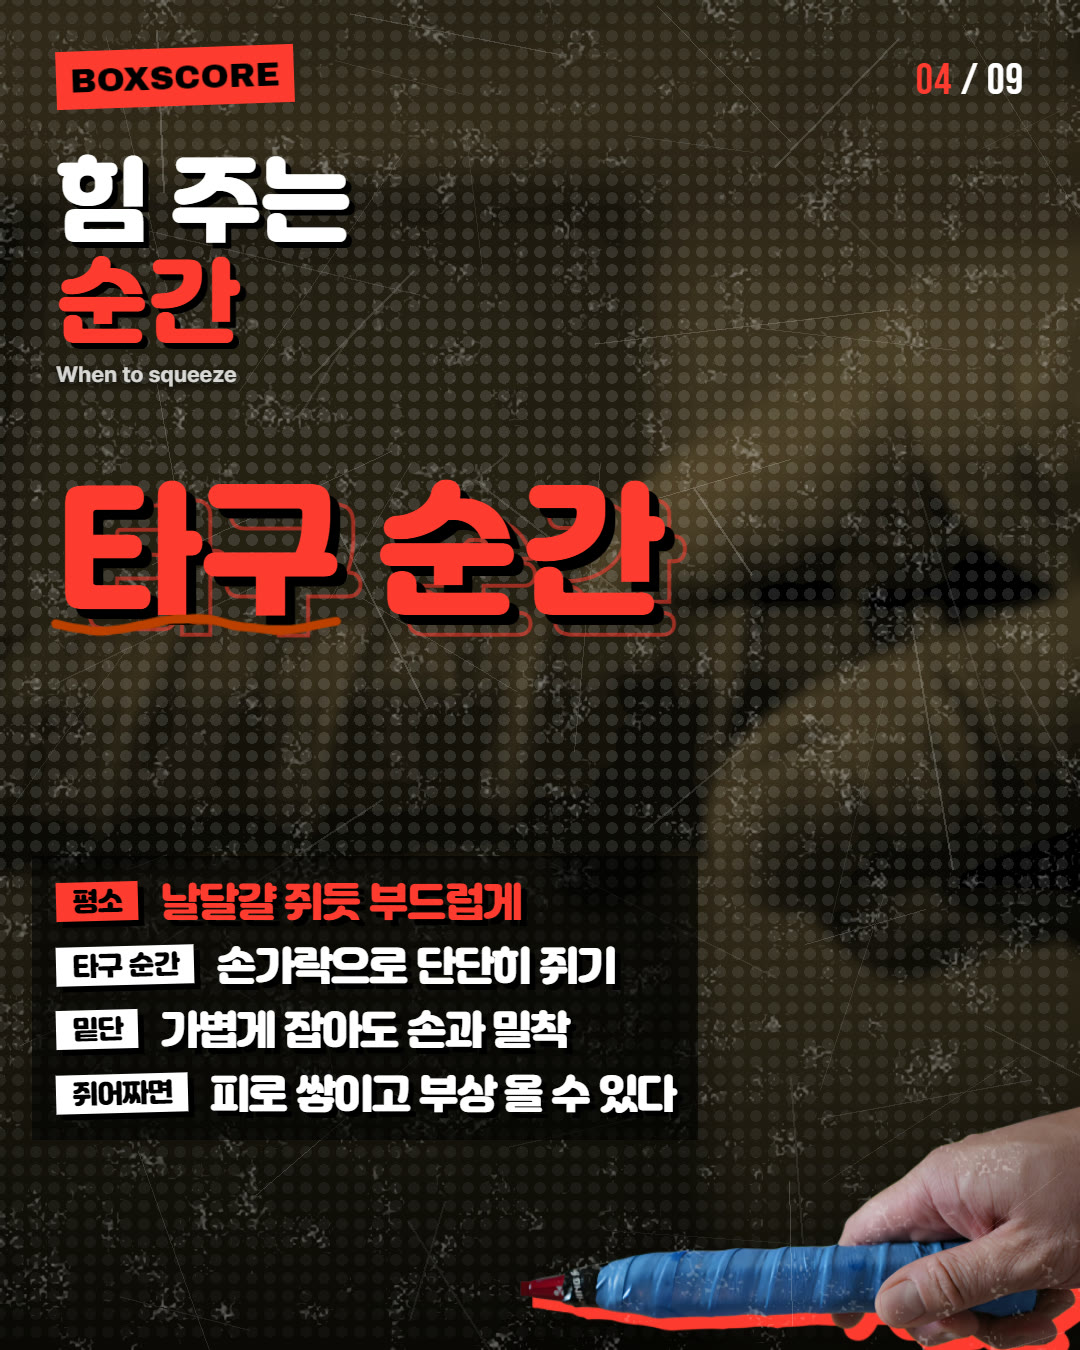 BOXSCORE
04 / 09
힘 주는
순간
When to squeeze
타구 순간
평소 날달걀 쥐듯 부드럽게
타구 순간 손가락으로 단단히 쥐기
밑단 가볍게 잡아도 손과 밀착
쥐어짜면 피로 쌓이고 부상 올 수 있다